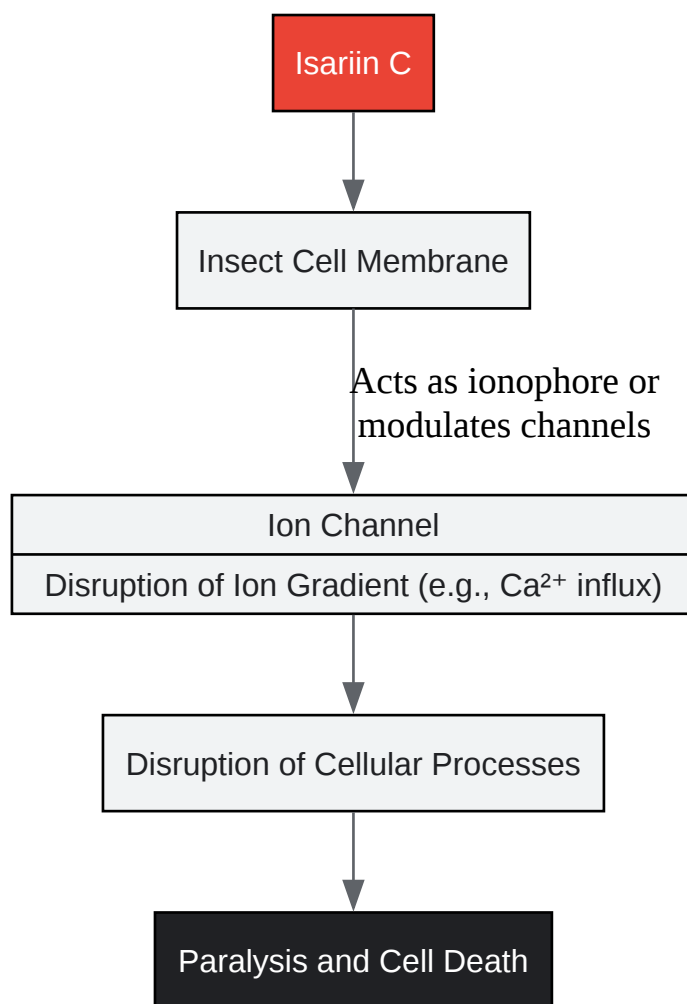 Isariin C
Insect Cell Membrane
Acts as ionophore or
modulates channels
Ion Channel
Disruption of Ion Gradient (e.g., Ca²⁺ influx)
Disruption of Cellular Processes
Paralysis and Cell Death